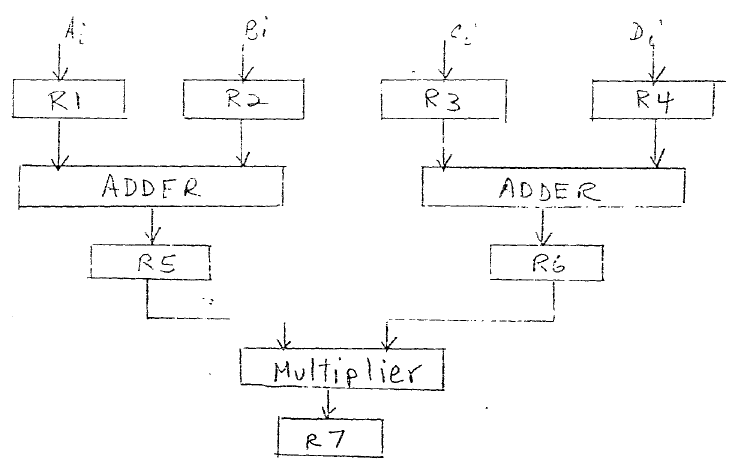 Ai Bi Ci Di
R1 R2 R3 R4
ADDER ADDER
R5 R6
Multiplier
R7